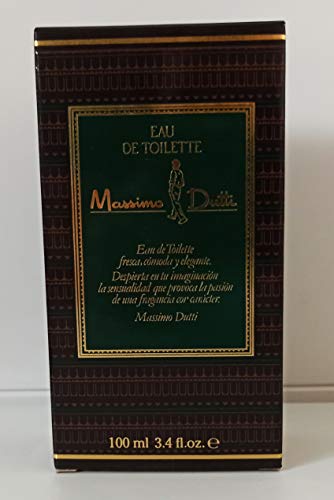 EAU
DE TOILETTE
Massimo Dutti
Eau de Toilette
fresca, cómoda y elegante.
Despierta en tu imaginación
la sensualidad que provoca la pasión
de una fragancia con carácter.
Massimo Dutti
100 ml 3.4 fl.oz. ℮